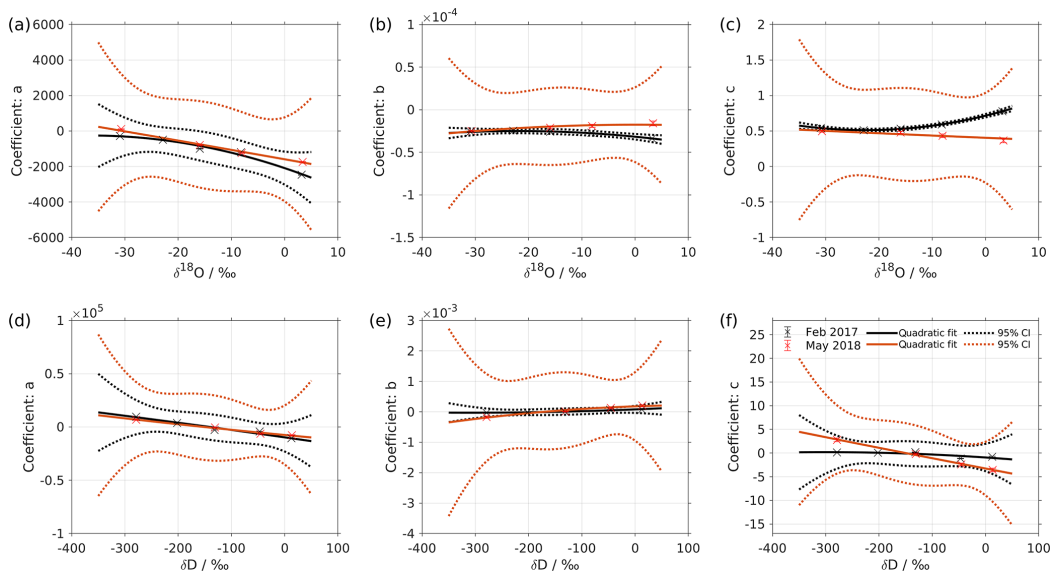 (a)
6000
4000
2000
0
-2000
-4000
-6000
Coefficient: a
-40 -30 -20 -10 0 10
δ18O / ‰
(b)
×10-4
1
0.5
0
-0.5
-1
-1.5
Coefficient: b
-40 -30 -20 -10 0 10
δ18O / ‰
(c)
2
1.5
1
0.5
0
-0.5
-1
Coefficient: c
-40 -30 -20 -10 0 10
δ18O / ‰
(d)
×105
1
0.5
0
-0.5
-1
Coefficient: a
-400 -300 -200 -100 0 100
δD / ‰
(e)
×10-3
3
2
1
0
-1
-2
-3
-4
Coefficient: b
-400 -300 -200 -100 0 100
δD / ‰
(f)
Feb 2017 Quadratic fit 95% CI
May 2018 Quadratic fit 95% CI
25
20
15
10
5
0
-5
-10
-15
Coefficient: c
-400 -300 -200 -100 0 100
δD / ‰